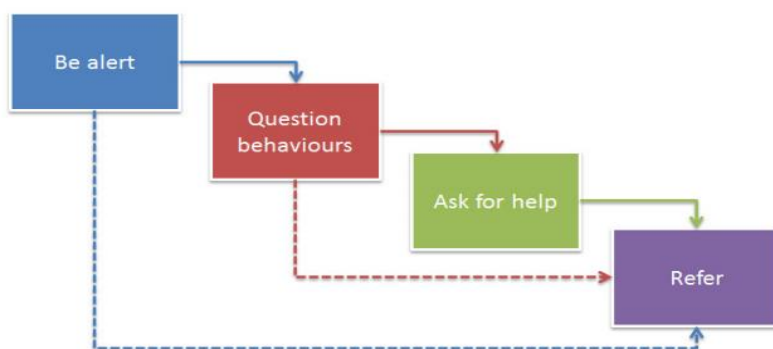 Be alert
Question
behaviours
Ask for help
Refer